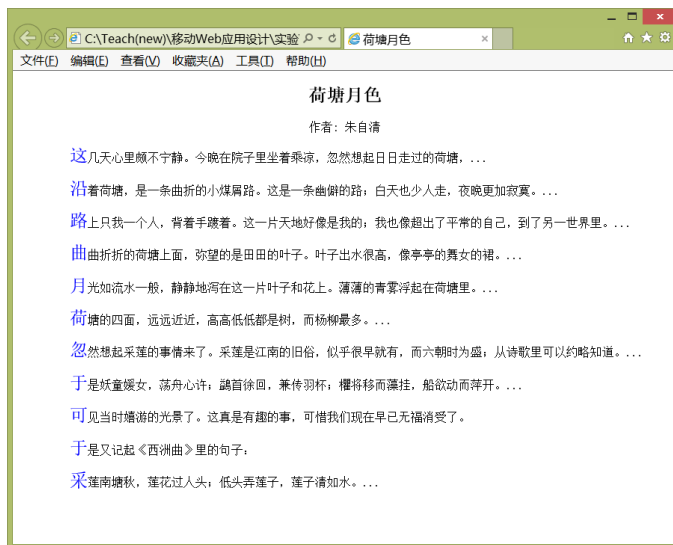 C:\Teach(new)\移动Web应用设计\实验
荷塘月色
文件(F) 编辑(E) 查看(V) 收藏夹(A) 工具(T) 帮助(H)
荷塘月色
作者：朱自清
这几天心里颇不宁静。今晚在院子里坐着乘凉，忽然想起日日走过的荷塘，...
沿着荷塘，是一条曲折的小煤屑路。这是一条幽僻的路；白天也少人走，夜晚更加寂寞。...
路上只我一个人，背着手踱着。这一片天地好像是我的；我也像超出了平常的自己，到了另一世界里。...
曲曲折折的荷塘上面，弥望的是田田的叶子。叶子出水很高，像亭亭的舞女的裙。...
月光如流水一般，静静地泻在这一片叶子和花上。薄薄的青雾浮起在荷塘里。...
荷塘的四面，远远近近，高高低低都是树，而杨柳最多。...
忽然想起采莲的事情来了。采莲是江南的旧俗，似乎很早就有，而六朝时为盛；从诗歌里可以约略知道。...
于是妖童媛女，荡舟心许；鷁首徐回，兼传羽杯；櫂将移而藻挂，船欲动而萍开。...
可见当时嬉游的光景了。这真是有趣的事，可惜我们现在早已无福消受了。
于是又记起《西洲曲》里的句子：
采莲南塘秋，莲花过人头；低头弄莲子，莲子清如水。...